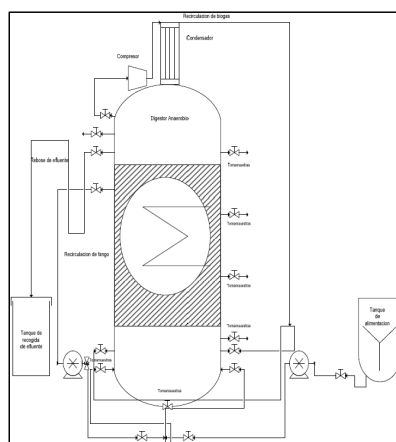 Recirculacion de biogas
Condensador
Compresor
Digestor Anaerobio
Rebose de efluente
Tomamuestras
Tomamuestras
Recirculacion de fango
Tomamuestras
Tanque
de
alimentacion
Tanque de
recogida
de efluente
Tomamuestras
Tomamuestras
Tomamuestras